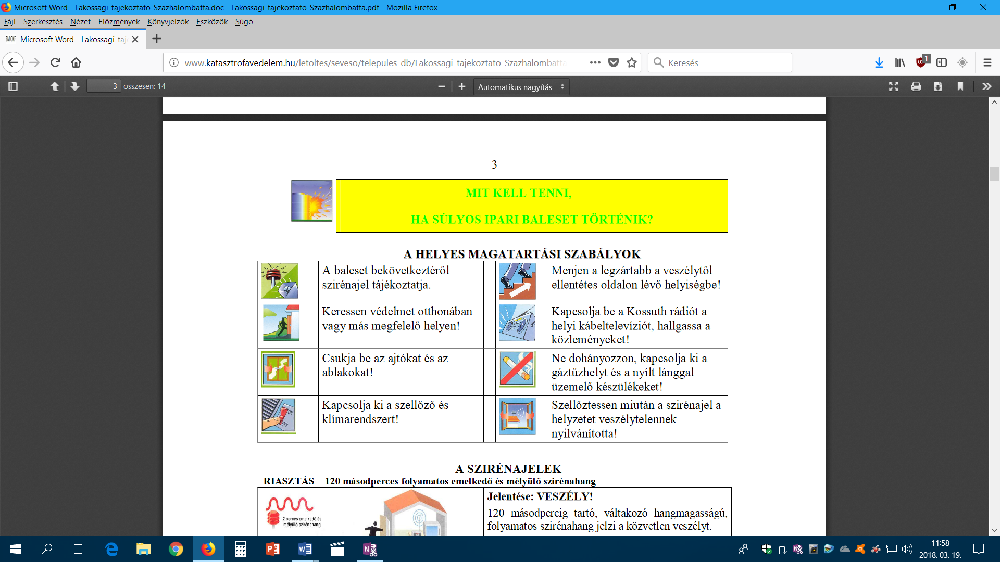 Microsoft Word - Lakossagi_tajekoztato_Szazhalombatta.doc - Lakossagi_tajekoztato_Szazhalombatta.pdf - Mozilla Firefox
Fájl Szerkesztés Nézet Előzmények Könyvjelzők Eszközök Súgó
BM OKF Microsoft Word - Lakossagi_taj
www.katasztrofavedelem.hu/letoltes/seveso/telepules_db/Lakossagi_tajekoztato_Szazhalombatta
Keresés
1
3 összesen: 14
Automatikus nagyítás
3
MIT KELL TENNI,
HA SÚLYOS IPARI BALESET TÖRTÉNIK?
A HELYES MAGATARTÁSI SZABÁLYOK
A baleset bekövetkeztéről
szirénajel tájékoztatja.
Menjen a legzártabb a veszélytől
ellentétes oldalon lévő helyiségbe!
Keressen védelmet otthonában
vagy más megfelelő helyen!
Kapcsolja be a Kossuth rádiót a
helyi kábeltelevíziót, hallgassa a
közleményeket!
Csukja be az ajtókat és az
ablakokat!
Ne dohányozzon, kapcsolja ki a
gáztűzhelyt és a nyílt lánggal
üzemelő készülékeket!
ON
OFF
Kapcsolja ki a szellőző és
klímarendszert!
Szellőztessen miután a szirénajel a
helyzetet veszélytelennek
nyilvánította!
A SZIRÉNAJELEK
RIASZTÁS – 120 másodperces folyamatos emelkedő és mélyülő szirénahang
2 perces emelkedő és
mélyülő szirénahang
Jelentése: VESZÉLY!
120 másodpercig tartó, váltakozó hangmagasságú,
folyamatos szirénahang jelzi a közvetlen veszélyt.
11:58
2018. 03. 19.